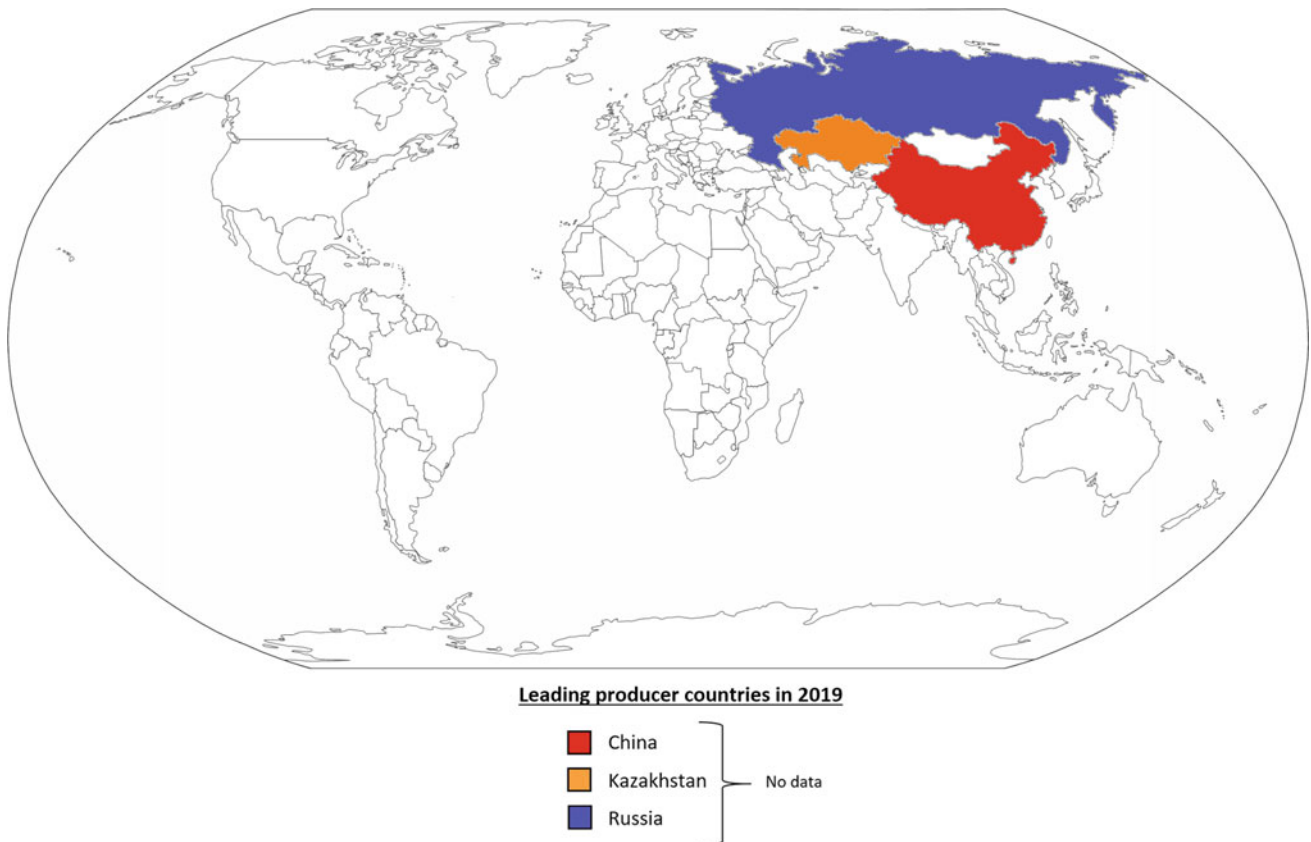 Leading producer countries in 2019
China
Kazakhstan
No data
Russia